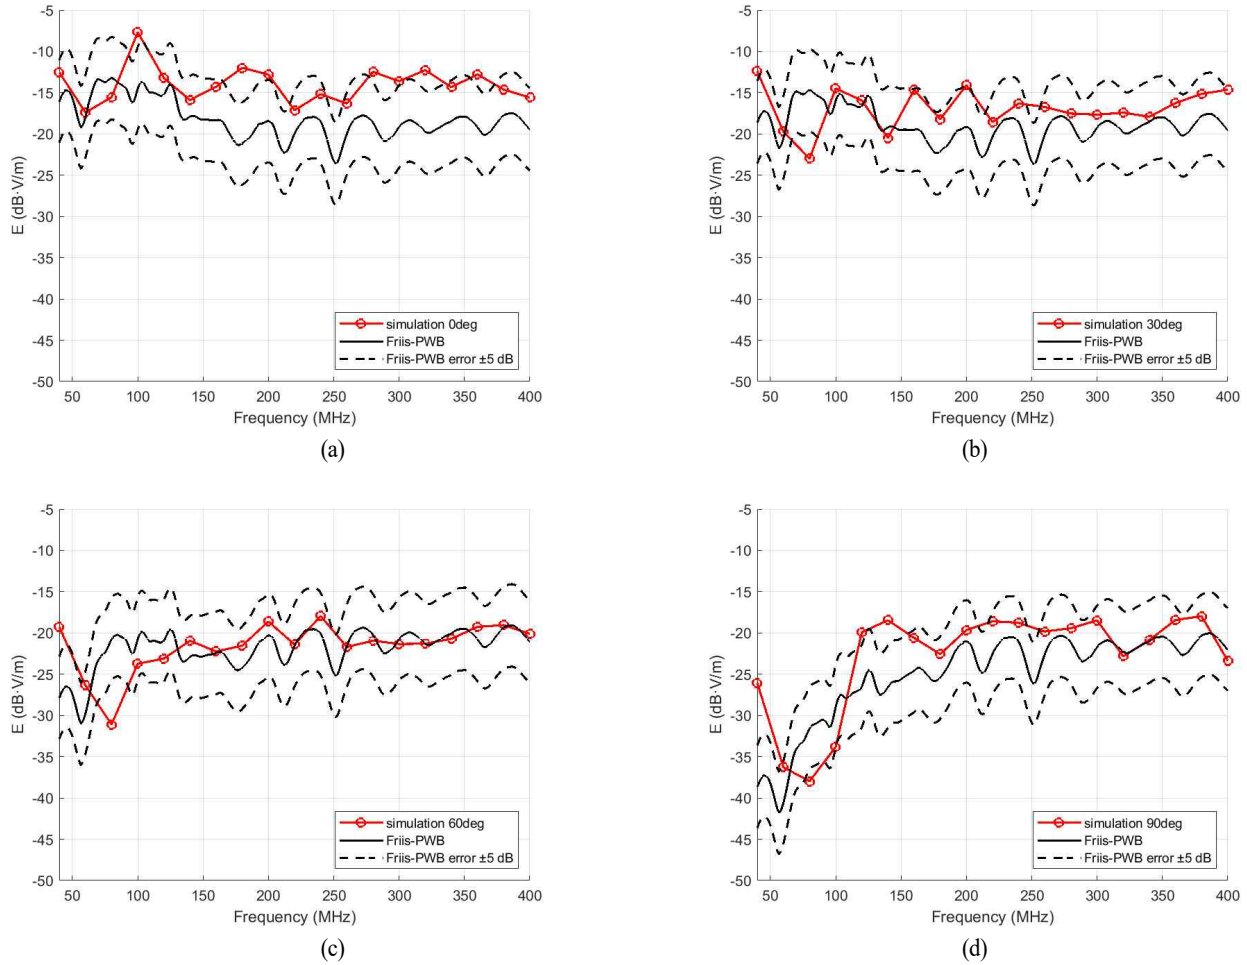 -5
-10
-15
-20
-25
-30
-35
-40
-45
-50
E (dB·V/m)
simulation 0deg
Friis-PWB
Friis-PWB error ±5 dB
50 100 150 200 250 300 350 400
Frequency (MHz)
(a)
-5
-10
-15
-20
-25
-30
-35
-40
-45
-50
E (dB·V/m)
simulation 30deg
Friis-PWB
Friis-PWB error ±5 dB
50 100 150 200 250 300 350 400
Frequency (MHz)
(b)
-5
-10
-15
-20
-25
-30
-35
-40
-45
-50
E (dB·V/m)
simulation 60deg
Friis-PWB
Friis-PWB error ±5 dB
50 100 150 200 250 300 350 400
Frequency (MHz)
(c)
-5
-10
-15
-20
-25
-30
-35
-40
-45
-50
E (dB·V/m)
simulation 90deg
Friis-PWB
Friis-PWB error ±5 dB
50 100 150 200 250 300 350 400
Frequency (MHz)
(d)